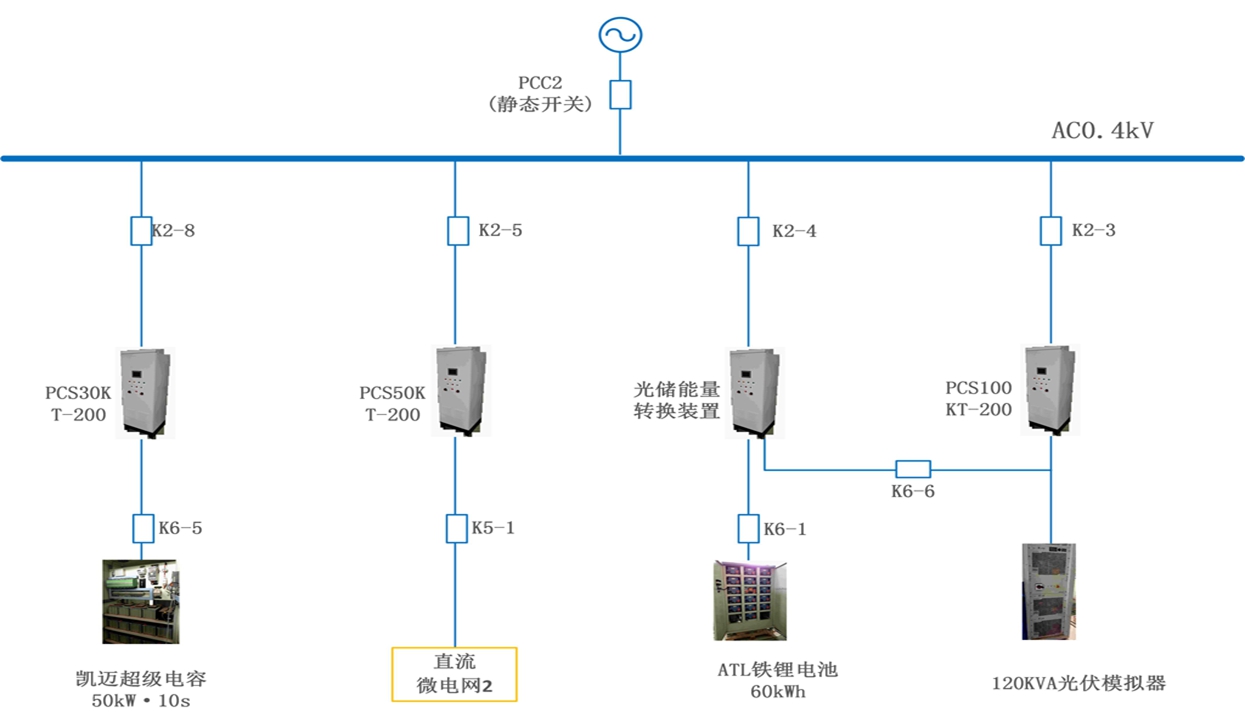 PCC2
(静态开关)
AC0.4kV
K2-8
K2-5
K2-4
K2-3
PCS30K
T-200
PCS50K
T-200
光储能量
转换装置
PCS100
KT-200
K6-6
K6-5
K5-1
K6-1
凯迈超级电容
50kW·10s
直流
微电网2
ATL铁锂电池
60kWh
120KVA光伏模拟器